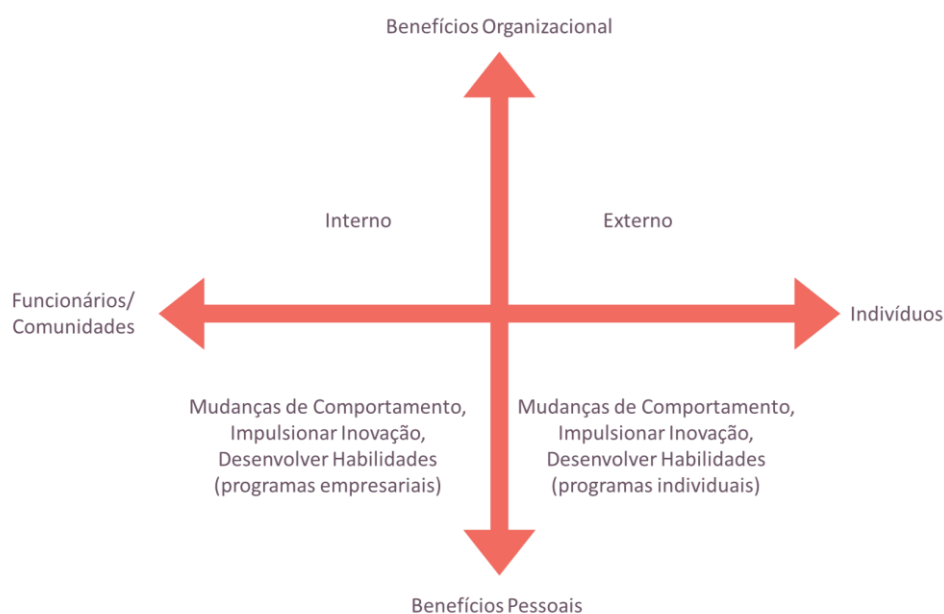 Benefícios Organizacional
Interno
Externo
Funcionários/
Comunidades
Indivíduos
Mudanças de Comportamento,
Impulsionar Inovação,
Desenvolver Habilidades
(programas empresariais)
Mudanças de Comportamento,
Impulsionar Inovação,
Desenvolver Habilidades
(programas individuais)
Benefícios Pessoais